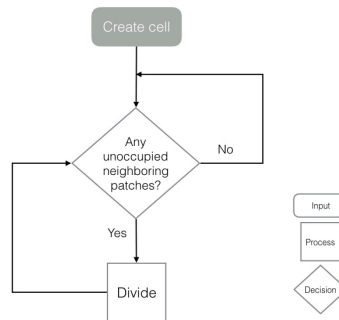 Create cell
Any
unoccupied
neighboring
patches?
No
Yes
Divide
Input
Process
Decision